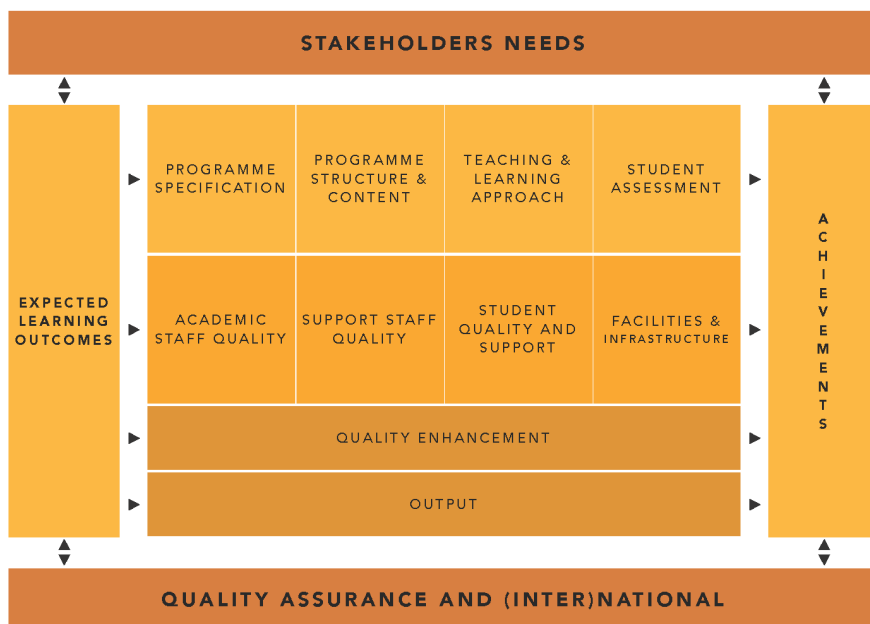 STAKEHOLDERS NEEDS
EXPECTED
LEARNING
OUTCOMES
PROGRAMME
SPECIFICATION
PROGRAMME
STRUCTURE &
CONTENT
TEACHING &
LEARNING
APPROACH
STUDENT
ASSESSMENT
ACADEMIC
STAFF QUALITY
SUPPORT STAFF
QUALITY
STUDENT
QUALITY AND
SUPPORT
FACILITIES &
INFRASTRUCTURE
QUALITY ENHANCEMENT
OUTPUT
ACHIEVEMENTS
QUALITY ASSURANCE AND (INTER)NATIONAL